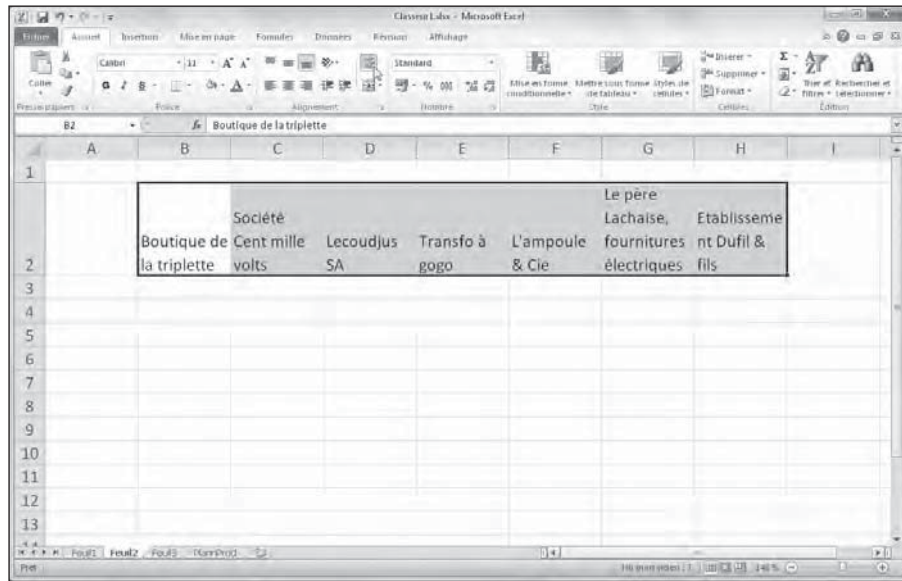 Classeur1.xlsx - Microsoft Excel
Fichier Accueil Insertion Mise en page Formules Données Révision Affichage
Coller
Calibri 11 A A
Standard
Mise en forme conditionnelle
Mettre sous forme de tableau
Styles de cellules
Insérer
Supprimer
Format
Trier et filtrer
Rechercher et sélectionner
G I S
% 000
Presse-papiers Police Alignement Nombre Style Cellules Édition
B2 fx Boutique de la triplette
A B C D E F G H I
1
2
Boutique de la triplette
Société Cent mille volts
Lecoudjus SA
Transfo à gogo
L'ampoule & Cie
Le père Lachaise, fournitures électriques
Etablisseme nt Dufil & fils
3
4
5
6
7
8
9
10
11
12
13
Feuil1 Feuil2 Feuil3 PlannProd
Prêt